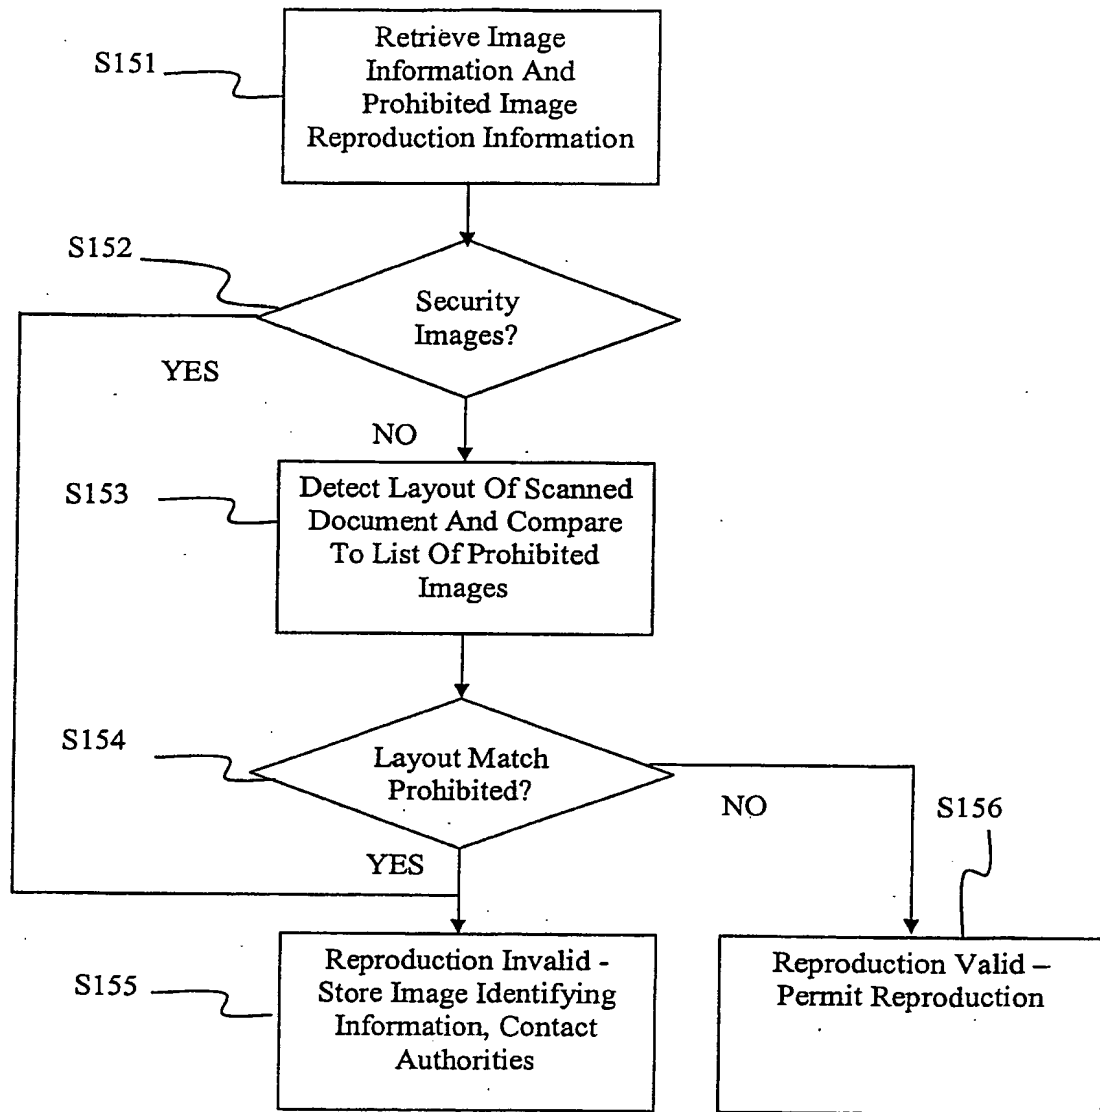 Retrieve Image
Information And
Prohibited Image
Reproduction Information
S151
S152
Security
Images?
YES
NO
S153
Detect Layout Of Scanned
Document And Compare
To List Of Prohibited
Images
S154
Layout Match
Prohibited?
NO
S156
YES
S155
Reproduction Invalid -
Store Image Identifying
Information, Contact
Authorities
Reproduction Valid –
Permit Reproduction